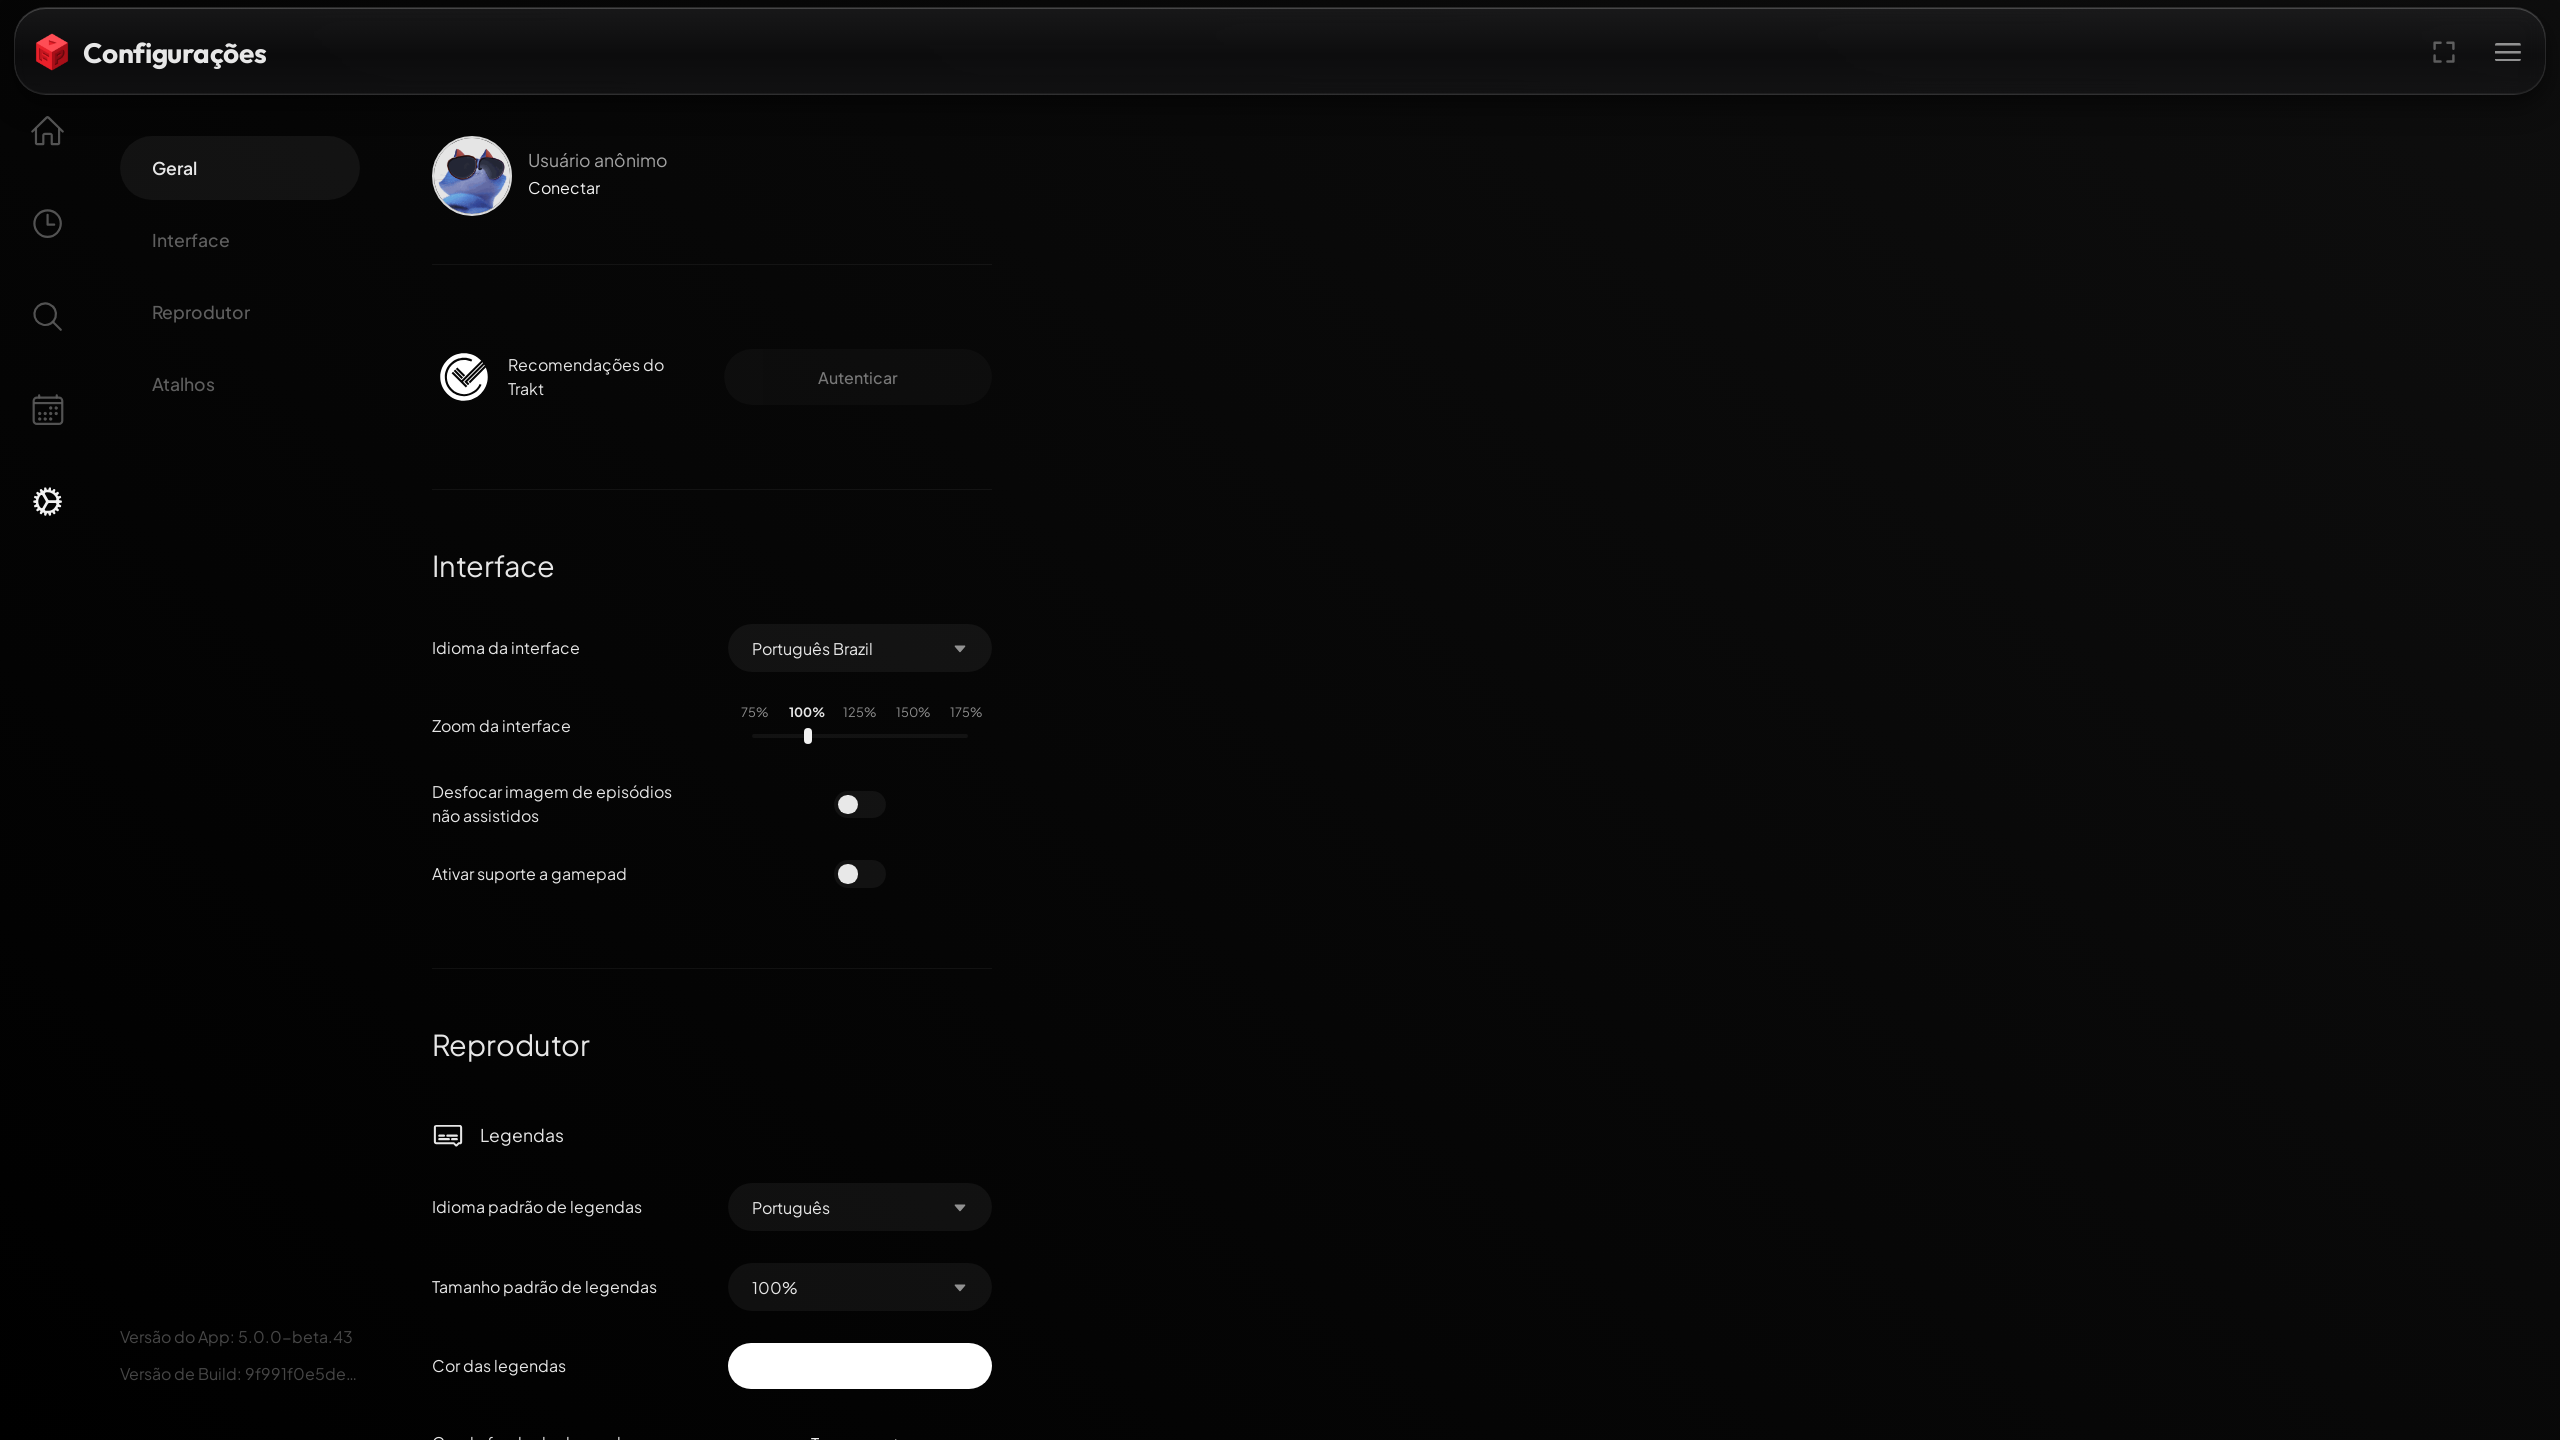 Configurações
Geral
Interface
Reprodutor
Atalhos
Usuário anônimo
Conectar
Recomendações do
Trakt
Autenticar
Interface
Idioma da interface
Português Brazil
Zoom da interface
75% 100% 125% 150% 175%
Desfocar imagem de episódios
não assistidos
Ativar suporte a gamepad
Reprodutor
Legendas
Idioma padrão de legendas
Português
Tamanho padrão de legendas
100%
Cor das legendas
Versão do App: 5.0.0-beta.43
Versão de Build: 9f991f0e5de...